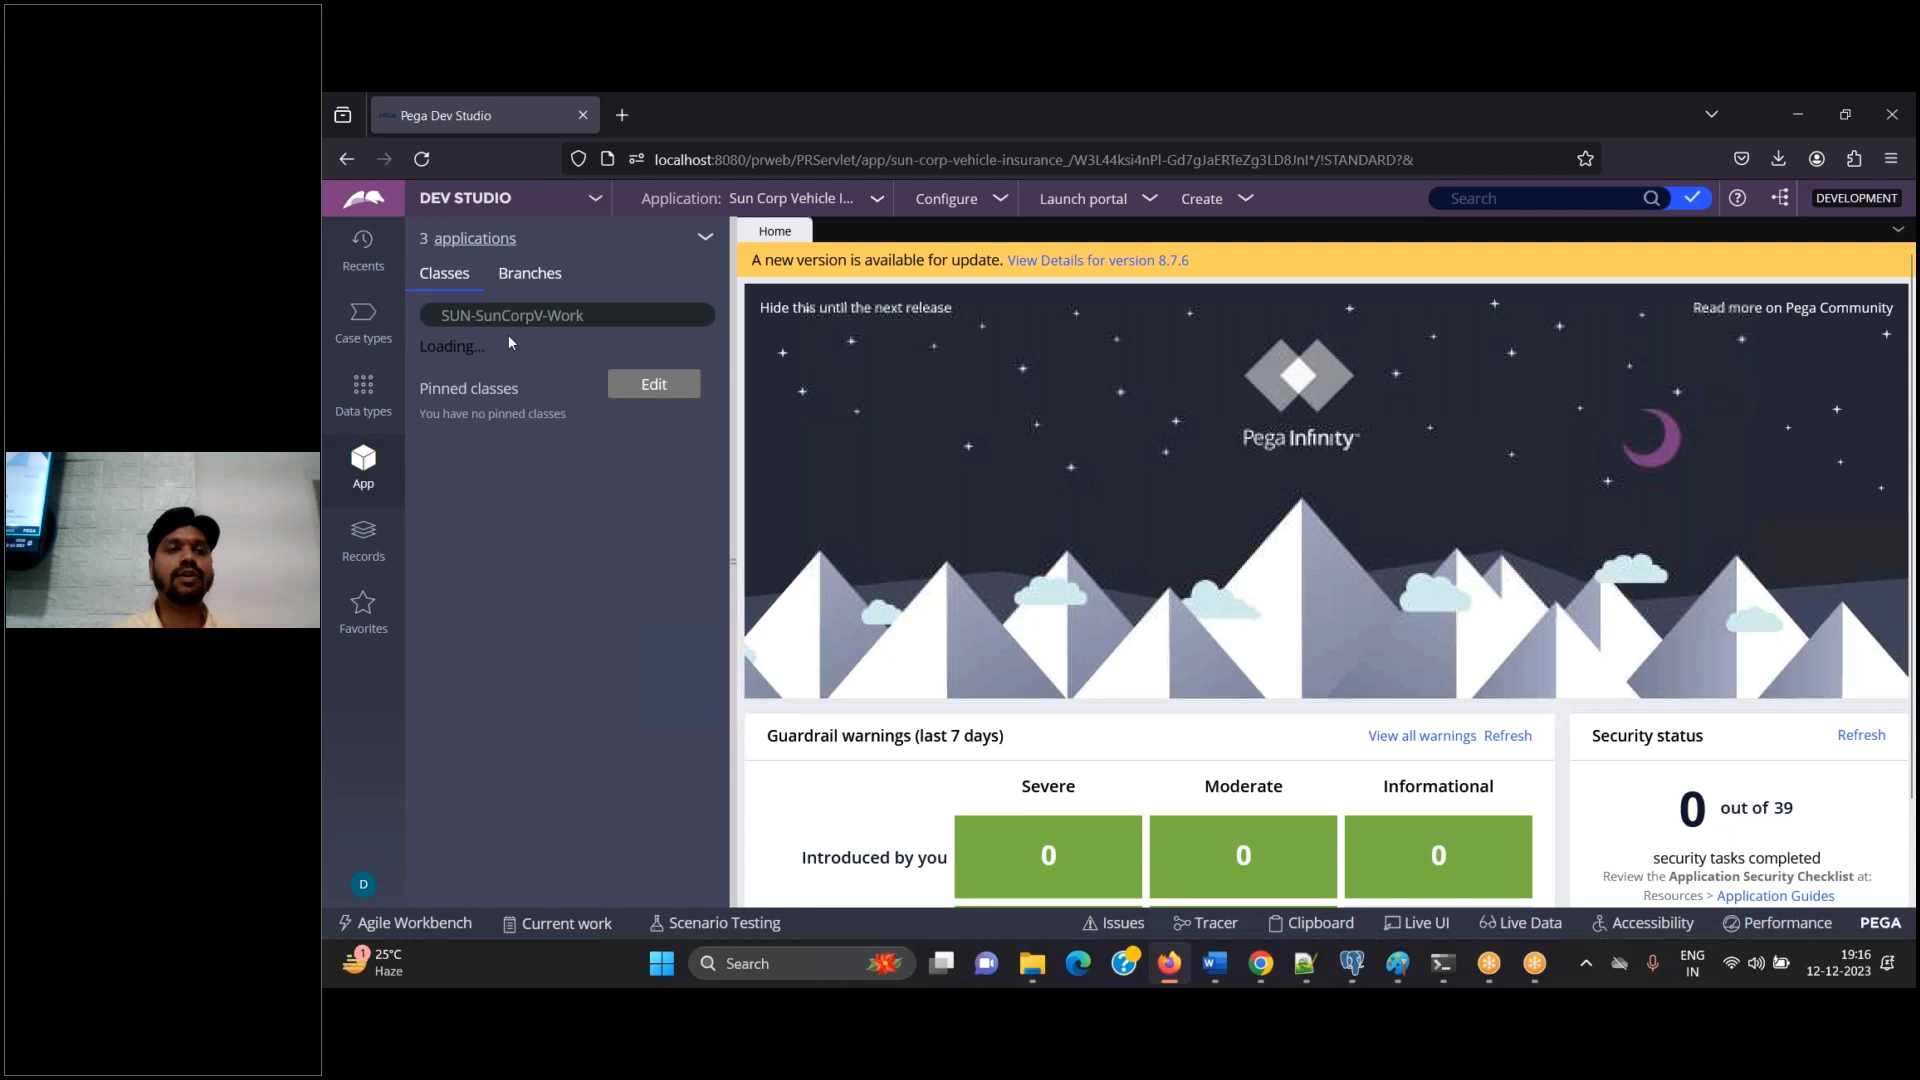 Pega Dev Studio
localhost:8080/prweb/PRServlet/app/sun-corp-vehicle-insurance_/W3L44ksi4nPl-Gd7gJaERTeZg3LD8JnI*/!STANDARD?&
DEV STUDIO
Application: Sun Corp Vehicle I...
Configure
Launch portal
Create
Search
DEVELOPMENT
Recents
Case types
Data types
App
Records
Favorites
D
3 applications
Classes
Branches
SUN-SunCorpV-Work
Loading...
Pinned classes
Edit
You have no pinned classes
Home
A new version is available for update. View Details for version 8.7.6
Hide this until the next release
Read more on Pega Community
Pega Infinity
Guardrail warnings (last 7 days)
View all warnings Refresh
Severe Moderate Informational
Introduced by you 0 0 0
Security status
Refresh
0 out of 39
security tasks completed
Review the Application Security Checklist at:
Resources > Application Guides
Agile Workbench
Current work
Scenario Testing
Issues
Tracer
Clipboard
Live UI
Live Data
Accessibility
Performance
PEGA
1
25°C
Haze
Search
ENG
IN
19:16
12-12-2023